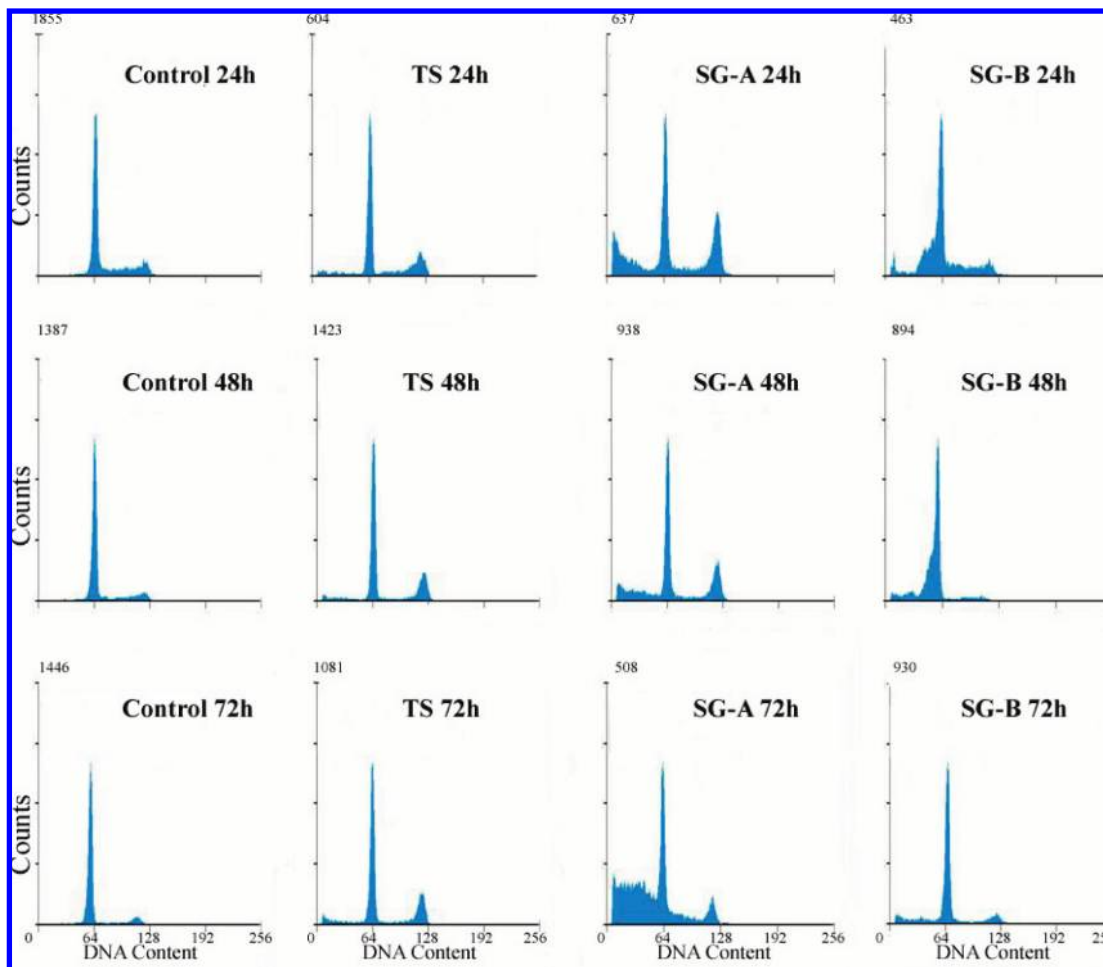 1855 604 637 463
Control 24h TS 24h SG-A 24h SG-B 24h
Counts
1387 1423 938 894
Control 48h TS 48h SG-A 48h SG-B 48h
Counts
1446 1081 508 930
Control 72h TS 72h SG-A 72h SG-B 72h
Counts
0 64 128 192 256 0 64 128 192 256 0 64 128 192 256 0 64 128 192 25
DNA Content DNA Content DNA Content DNA Content